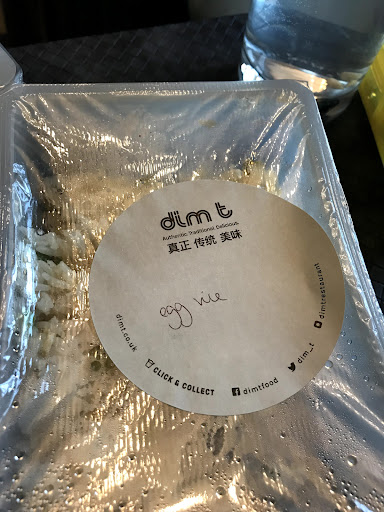 dim t
Authentic Traditional Delicious
真正 传统 美味
egg rice
dimt.co.uk
CLICK & COLLECT
dimtfood
dim_t
dimtrestaurant